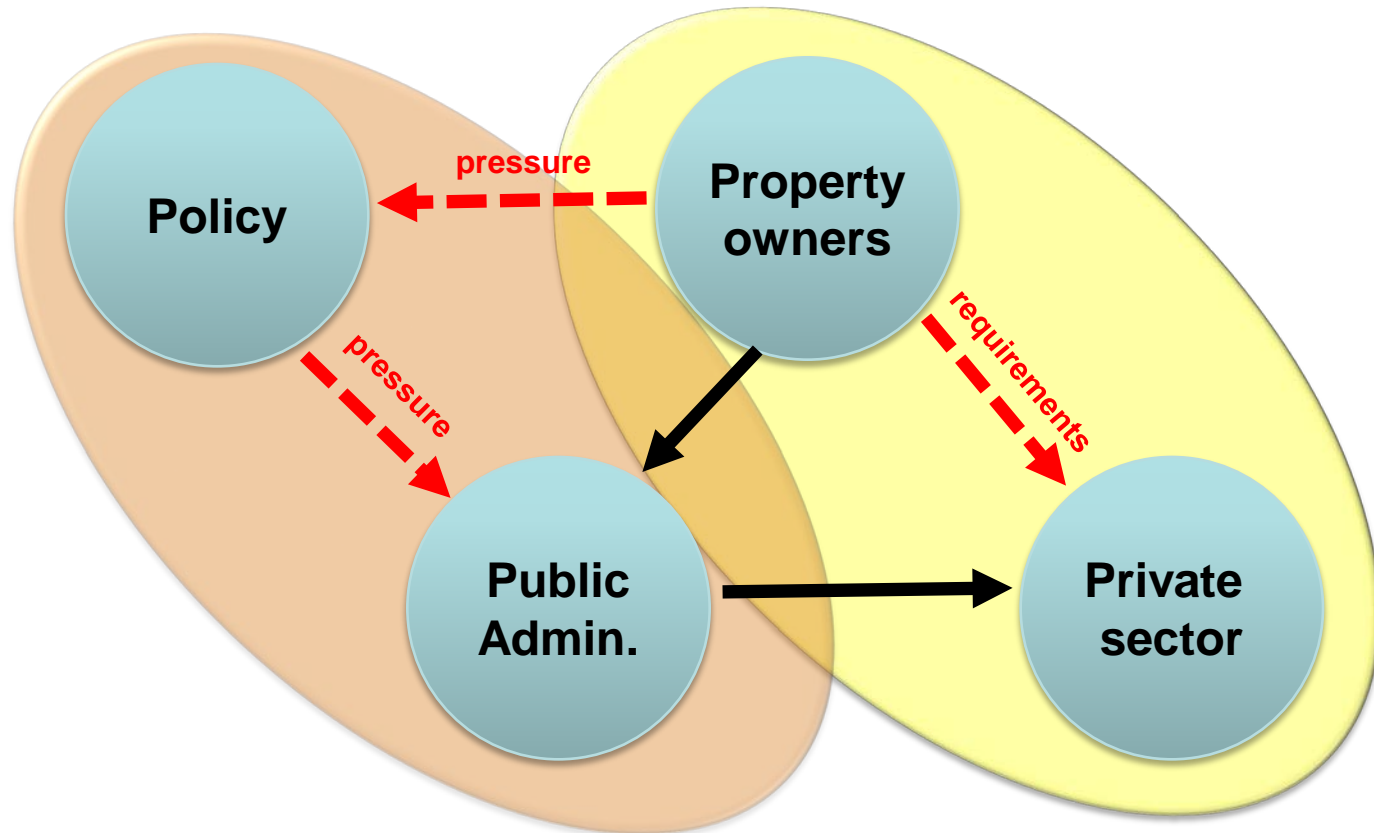 pressure
Property
owners
Policy
pressure
requirements
Public
Admin.
Private
sector